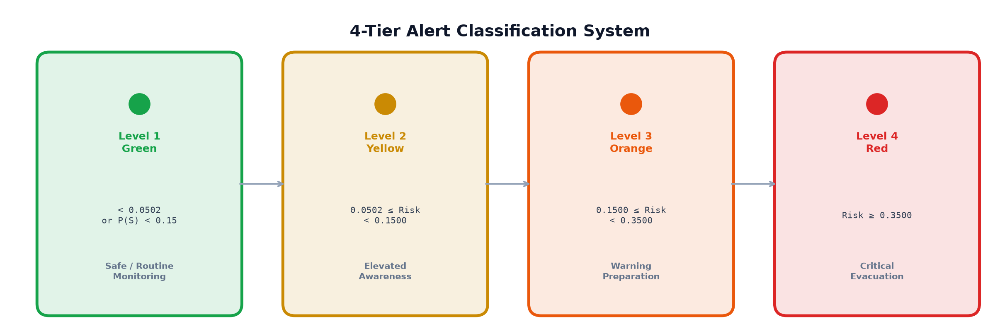 4-Tier Alert Classification System
Level 1
Green
< 0.0502
or P(S) < 0.15
Safe / Routine
Monitoring
Level 2
Yellow
0.0502 ≤ Risk
< 0.1500
Elevated
Awareness
Level 3
Orange
0.1500 ≤ Risk
< 0.3500
Warning
Preparation
Level 4
Red
Risk ≥ 0.3500
Critical
Evacuation